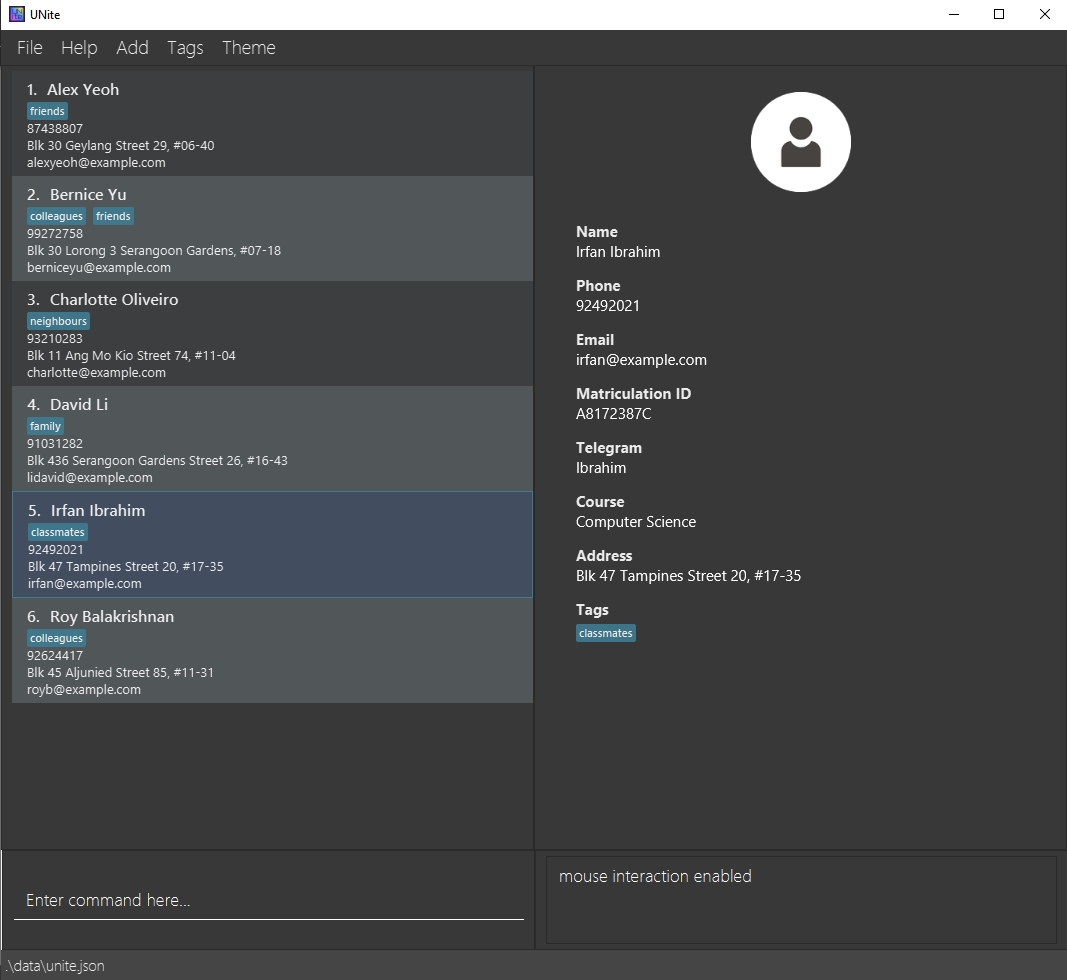 UNite
File Help Add Tags Theme
1. Alex Yeoh
friends
87438807
Blk 30 Geylang Street 29, #06-40
alexyeoh@example.com
2. Bernice Yu
colleagues friends
99272758
Blk 30 Lorong 3 Serangoon Gardens, #07-18
berniceyu@example.com
3. Charlotte Oliveiro
neighbours
93210283
Blk 11 Ang Mo Kio Street 74, #11-04
charlotte@example.com
4. David Li
family
91031282
Blk 436 Serangoon Gardens Street 26, #16-43
lidavid@example.com
5. Irfan Ibrahim
classmates
92492021
Blk 47 Tampines Street 20, #17-35
irfan@example.com
6. Roy Balakrishnan
colleagues
92624417
Blk 45 Aljunied Street 85, #11-31
royb@example.com
Name
Irfan Ibrahim
Phone
92492021
Email
irfan@example.com
Matriculation ID
A8172387C
Telegram
Ibrahim
Course
Computer Science
Address
Blk 47 Tampines Street 20, #17-35
Tags
classmates
Enter command here...
mouse interaction enabled
.\data\unite.json